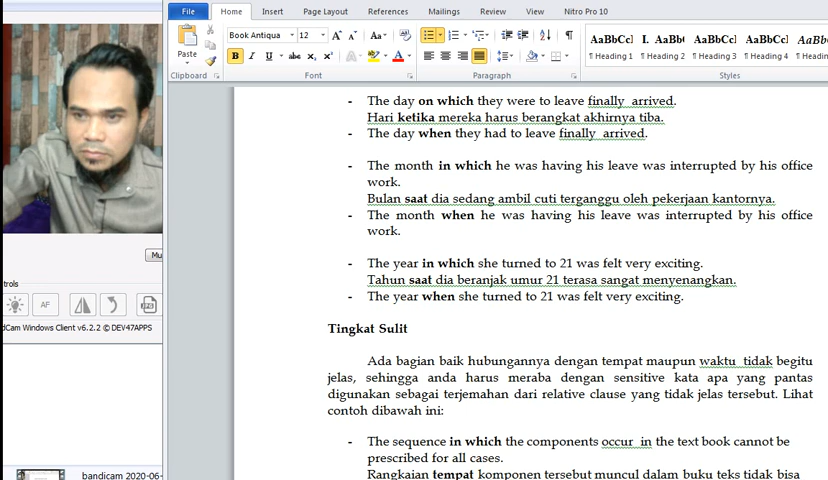 File Home Insert Page Layout References Mailings Review View Nitro Pro 10
Paste
Book Antiqua 12
Clipboard Font Paragraph Styles
AaBbCcI I. AaBb( AaBbCcI AaBbCcI AaBbC
¶ Heading 1 ¶ Heading 2 ¶ Heading 3 ¶ Heading 4 ¶ Heading
- The day on which they were to leave finally arrived.
Hari ketika mereka harus berangkat akhirnya tiba.
- The day when they had to leave finally arrived.
- The month in which he was having his leave was interrupted by his office
work.
Bulan saat dia sedang ambil cuti terganggu oleh pekerjaan kantornya.
- The month when he was having his leave was interrupted by his office
work.
- The year in which she turned to 21 was felt very exciting.
Tahun saat dia beranjak umur 21 terasa sangat menyenangkan.
- The year when she turned to 21 was felt very exciting.
Tingkat Sulit
Ada bagian baik hubungannya dengan tempat maupun waktu tidak begitu
jelas, sehingga anda harus meraba dengan sensitive kata apa yang pantas
digunakan sebagai terjemahan dari relative clause yang tidak jelas tersebut. Lihat
contoh dibawah ini:
- The sequence in which the components occur in the text book cannot be
prescribed for all cases.
Rangkaian tempat komponen tersebut muncul dalam buku teks tidak bisa
Mu
trols
AF
dCam Windows Client v6.2.2 © DEV47APPS
bandicam 2020-06-